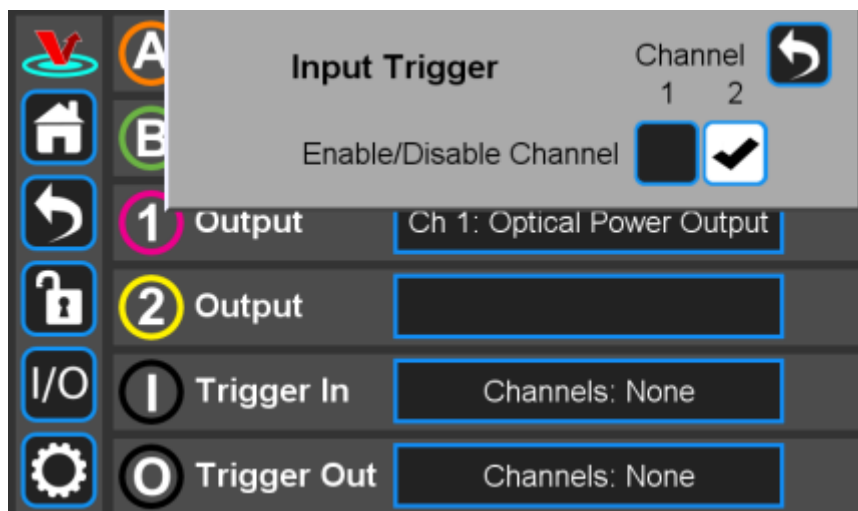 A
Input Trigger
Channel
1 2
B
Enable/Disable Channel
1 Output
Ch 1: Optical Power Output
2 Output
I/O
I Trigger In
Channels: None
O Trigger Out
Channels: None